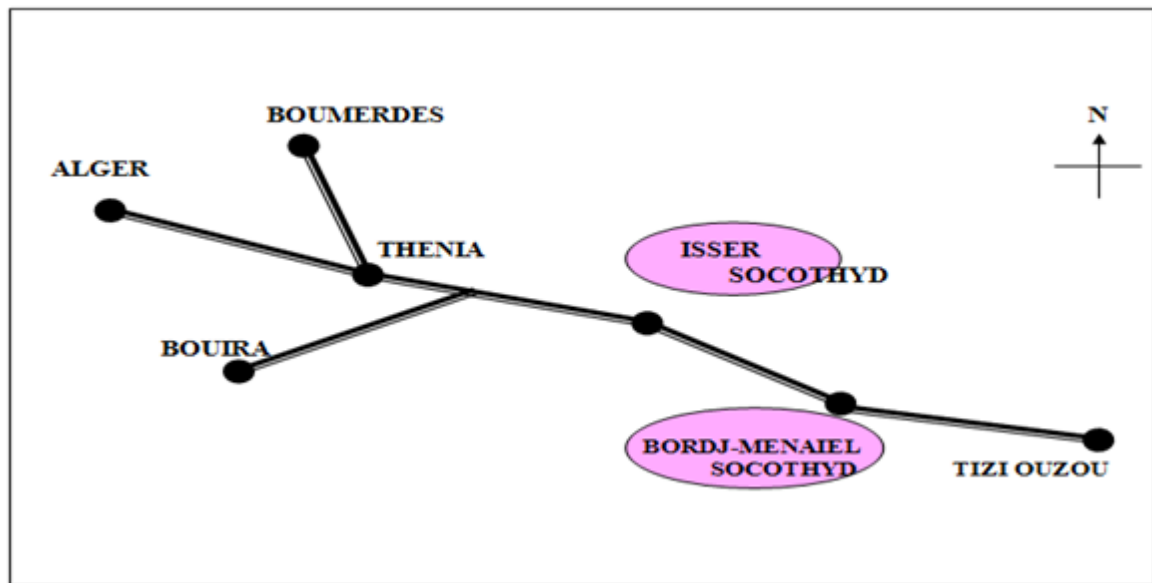 BOUMERDES
N
ALGER
THENIA
ISSER
SOCOTHYD
BOUIRA
BORDJ-MENAIEL
SOCOTHYD
TIZI OUZOU